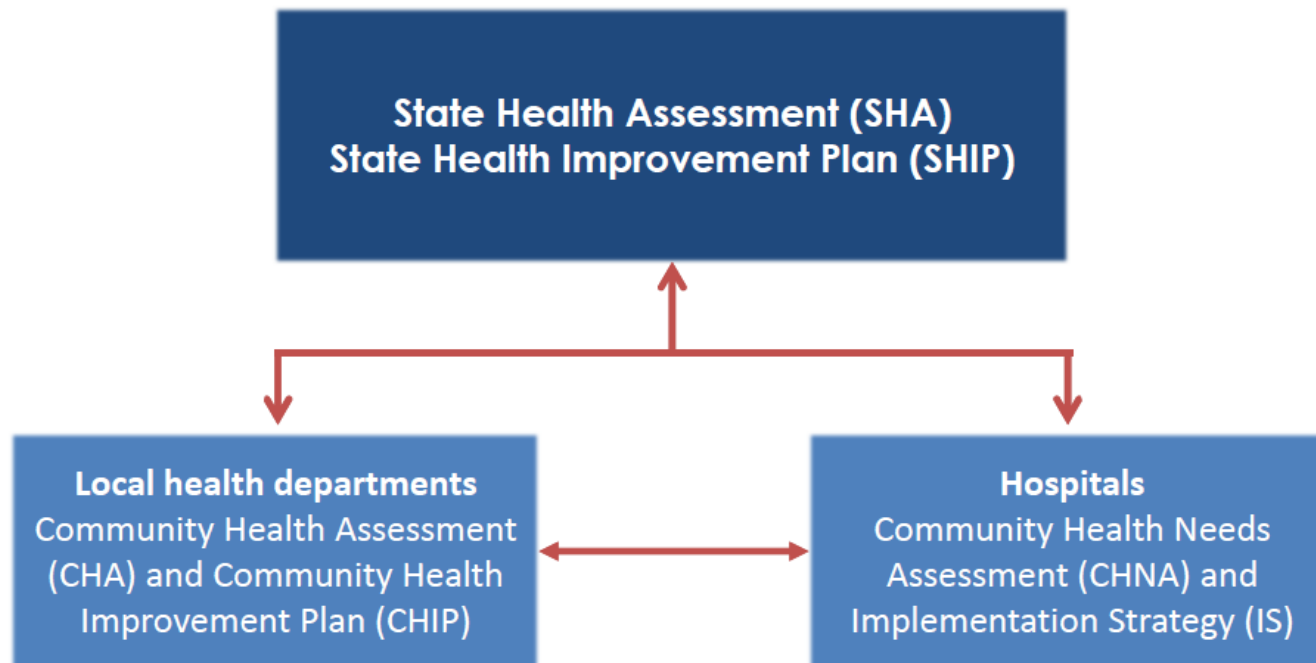 State Health Assessment (SHA)
State Health Improvement Plan (SHIP)
Local health departments
Community Health Assessment
(CHA) and Community Health
Improvement Plan (CHIP)
Hospitals
Community Health Needs
Assessment (CHNA) and
Implementation Strategy (IS)